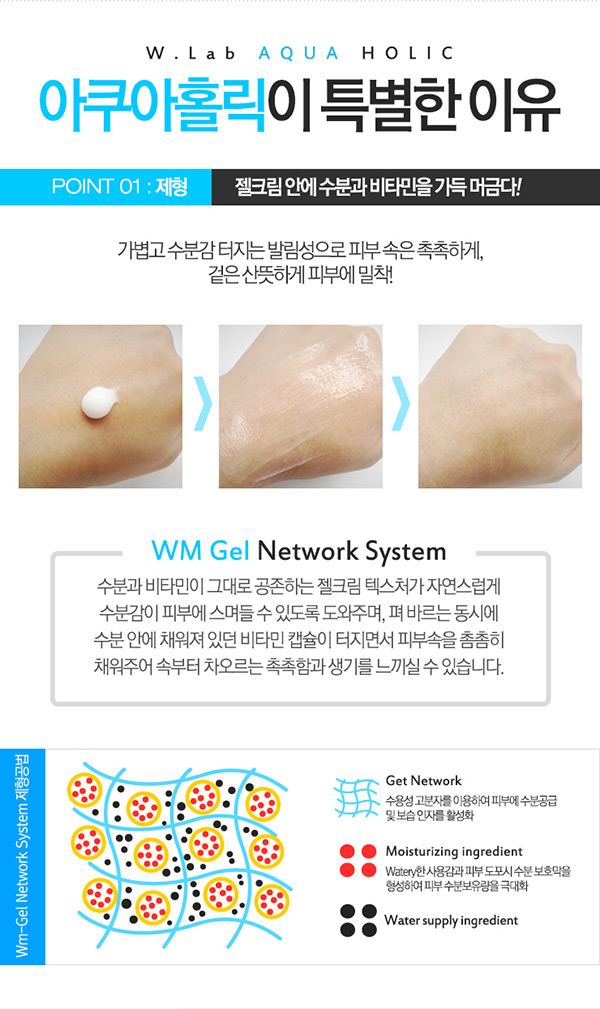 W.Lab AQUA HOLIC
아쿠아홀릭이 특별한 이유
POINT 01 : 제형
젤크림 안에 수분과 비타민을 가득 머금다!
가볍고 수분감 터지는 발림성으로 피부 속은 촉촉하게,
겉은 산뜻하게 피부에 밀착!
WM Gel Network System
수분과 비타민이 그대로 공존하는 젤크림 텍스처가 자연스럽게
수분감이 피부에 스며들 수 있도록 도와주며, 펴 바르는 동시에
수분 안에 채워져 있던 비타민 캡슐이 터지면서 피부속을 촘촘히
채워주어 속부터 차오르는 촉촉함과 생기를 느끼실 수 있습니다.
Wm-Gel Network System 제형공법
Get Network
수용성 고분자를 이용하여 피부에 수분공급
및 보습 인자를 활성화
Moisturizing ingredient
Watery한 사용감과 피부 도포시 수분 보호막을
형성하여 피부 수분보유량을 극대화
Water supply ingredient